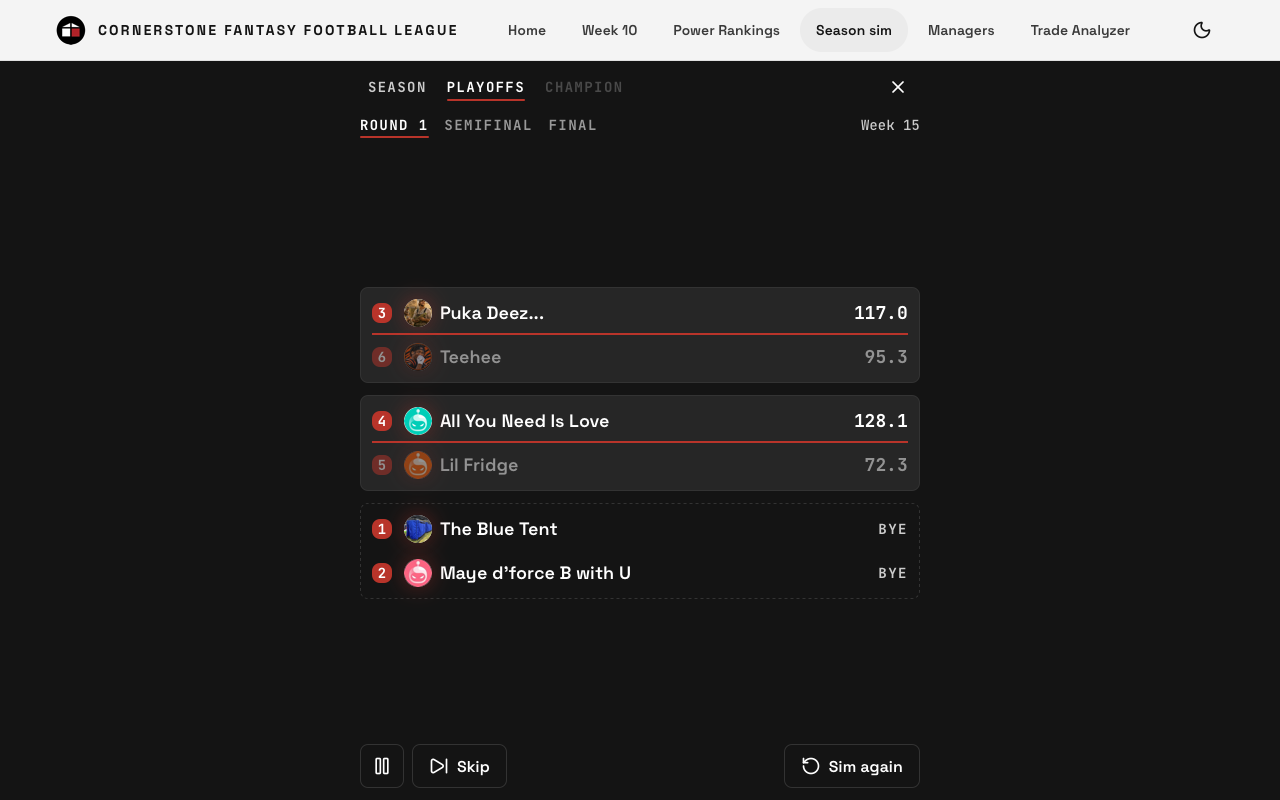 CORNERSTONE FANTASY FOOTBALL LEAGUE Home Week 10 Power Rankings Season sim Managers Trade Analyzer
SEASON PLAYOFFS CHAMPION
ROUND 1 SEMIFINAL FINAL Week 15
3 Puka Deez... 117.0
6 Teehee 95.3
4 All You Need Is Love 128.1
5 Lil Fridge 72.3
1 The Blue Tent BYE
2 Maye d'force B with U BYE
Skip Sim again